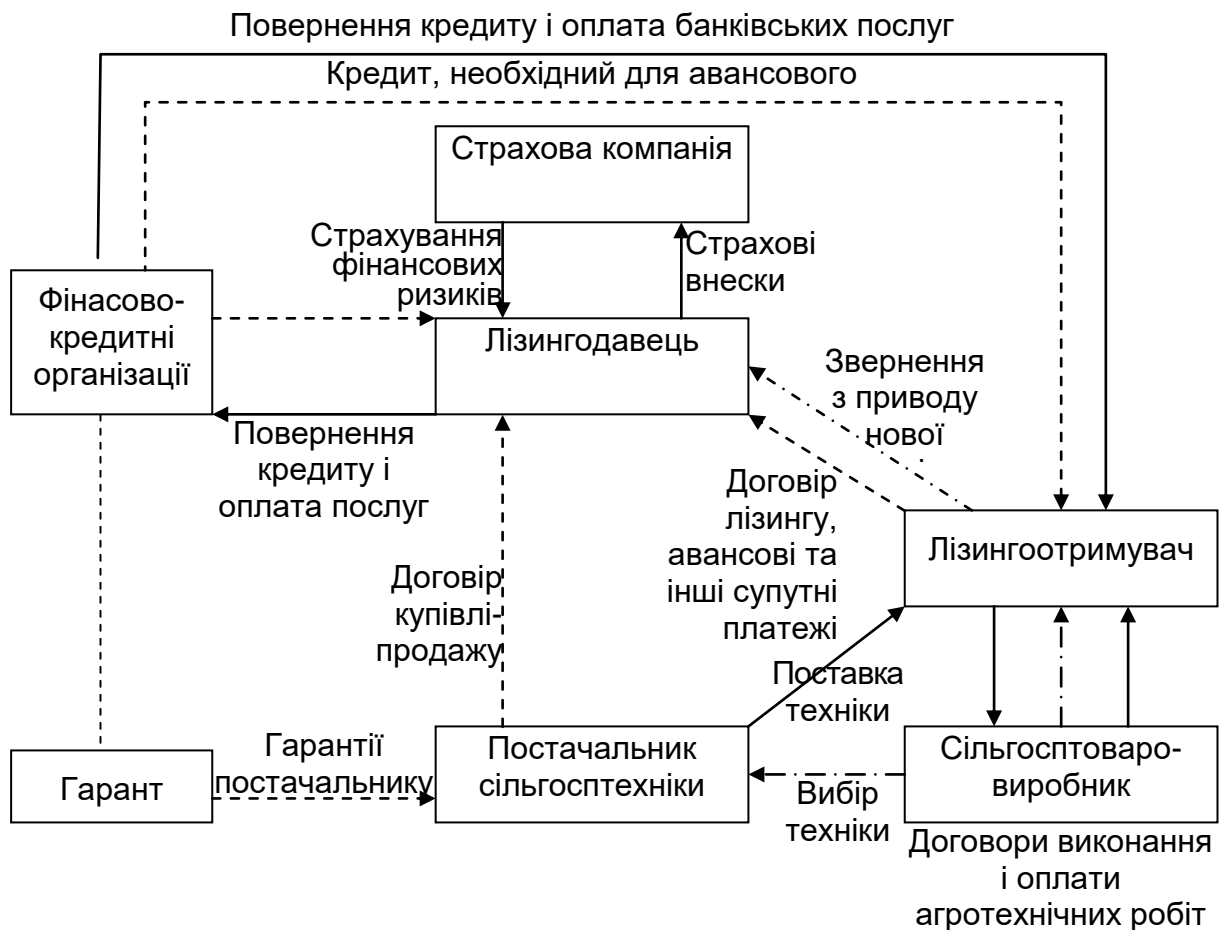 Повернення кредиту і оплата банківських послуг
Кредит, необхідний для авансового
Страхова компанія
Страхування
фінансових
ризиків
Страхові
внески
Фінасово-
кредитні
організації
Лізингодавець
Звернення
з приводу
нової
Повернення
кредиту і
оплата послуг
Договір
лізингу,
авансові та
інші супутні
платежі
Лізингоотримувач
Договір
купівлі-
продажу
Поставка
техніки
Гарант
Гарантії
постачальнику
Постачальник
сільгосптехніки
Вибір
техніки
Сільгосптоваро-
виробник
Договори виконання
і оплати
агротехнічних робіт